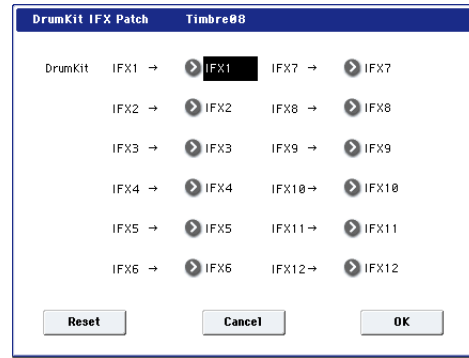 DrumKit IFX Patch Timbre08
DrumKit IFX1 → IFX1 IFX7 → IFX7
IFX2 → IFX2 IFX8 → IFX8
IFX3 → IFX3 IFX9 → IFX9
IFX4 → IFX4 IFX10→ IFX10
IFX5 → IFX5 IFX11→ IFX11
IFX6 → IFX6 IFX12→ IFX12
Reset Cancel OK